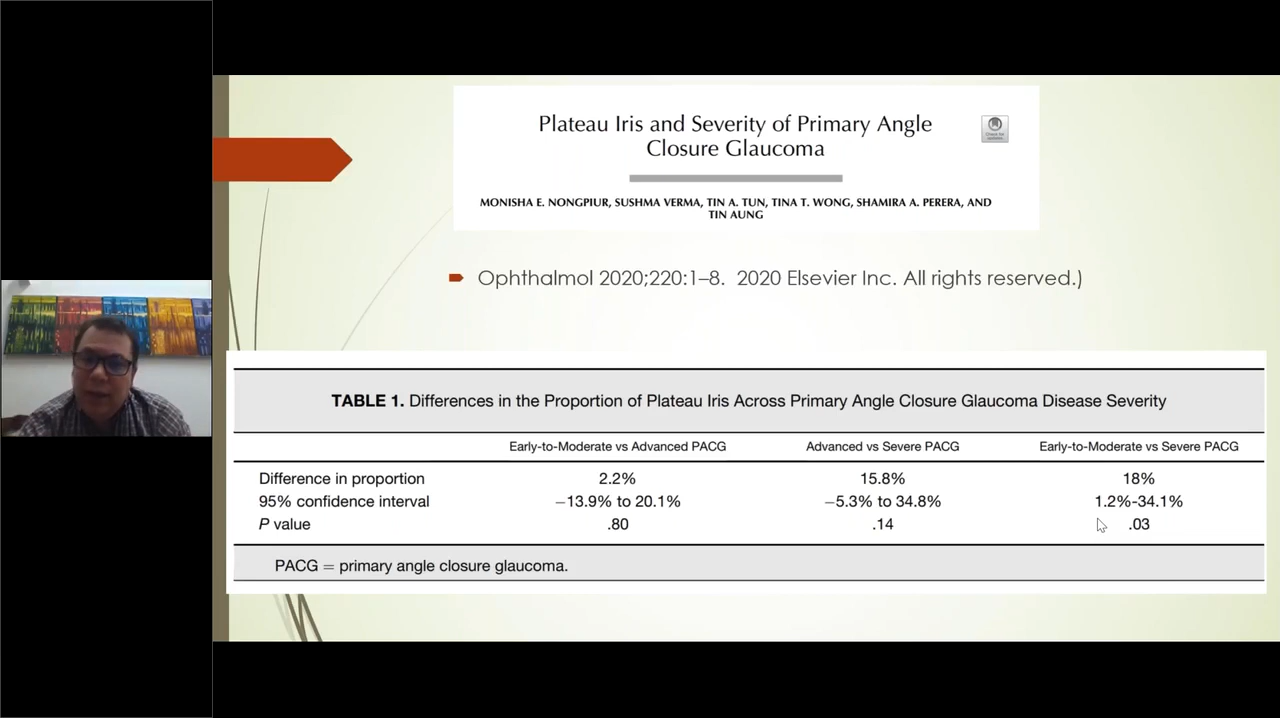 Plateau Iris and Severity of Primary Angle
Closure Glaucoma
Check for
updates
MONISHA E. NONGPIUR, SUSHMA VERMA, TIN A. TUN, TINA T. WONG, SHAMIRA A. PERERA, AND
TIN AUNG
Ophthalmol 2020;220:1–8. 2020 Elsevier Inc. All rights reserved.)
TABLE 1. Differences in the Proportion of Plateau Iris Across Primary Angle Closure Glaucoma Disease Severity
Early-to-Moderate vs Advanced PACG Advanced vs Severe PACG Early-to-Moderate vs Severe PACG
Difference in proportion 2.2% 15.8% 18%
95% confidence interval −13.9% to 20.1% −5.3% to 34.8% 1.2%-34.1%
P value .80 .14 .03
PACG = primary angle closure glaucoma.